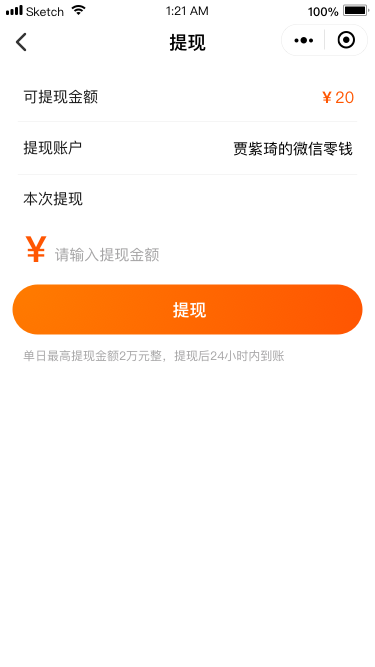 Sketch 1:21 AM 100%
提现
可提现金额 ¥ 20
提现账户 贾紫琦的微信零钱
本次提现
¥ 请输入提现金额
提现
单日最高提现金额2万元整，提现后24小时内到账